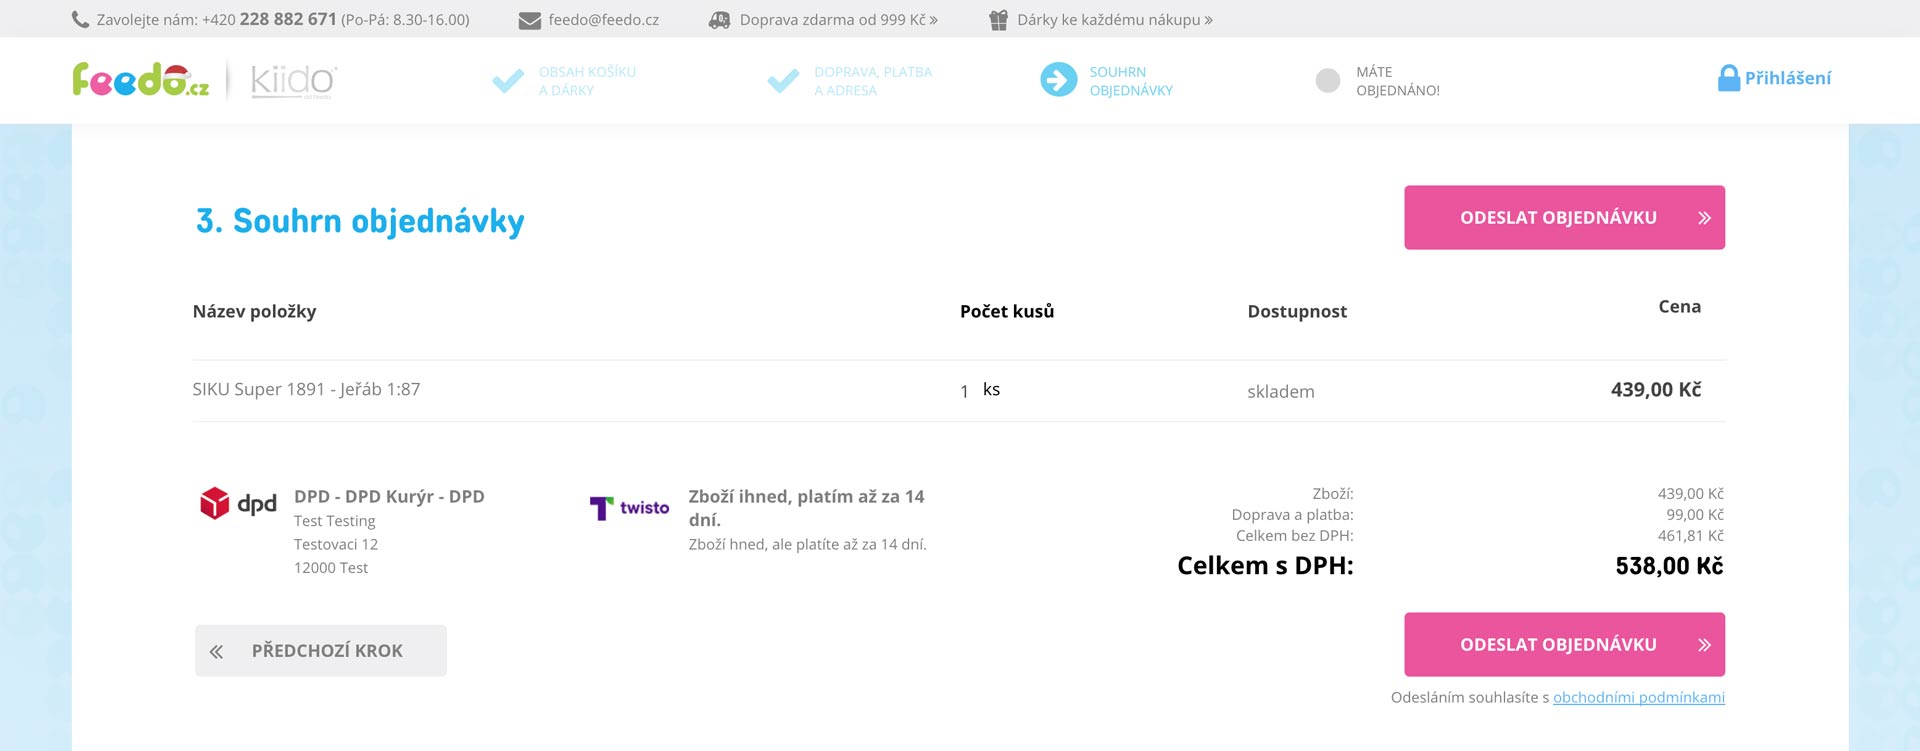 Zavolejte nám: +420 228 882 671 (Po-Pá: 8.30-16.00)
feedo@feedo.cz
Doprava zdarma od 999 Kč »
Dárky ke každému nákupu »
feedo.cz
kiido
OBSAH KOŠÍKU
A DÁRKY
DOPRAVA, PLATBA
A ADRESA
SOUHRN
OBJEDNÁVKY
MÁTE
OBJEDNÁNO!
Přihlášení
3. Souhrn objednávky
ODESLAT OBJEDNÁVKU »
Název položky Počet kusů Dostupnost Cena
SIKU Super 1891 - Jeřáb 1:87 1 ks skladem 439,00 Kč
dpd
DPD - DPD Kurýr - DPD
Test Testing
Testovaci 12
12000 Test
twisto
Zboží ihned, platím až za 14
dní.
Zboží hned, ale platíte až za 14 dní.
Zboží: 439,00 Kč
Doprava a platba: 99,00 Kč
Celkem bez DPH: 461,81 Kč
Celkem s DPH: 538,00 Kč
« PŘEDCHOZÍ KROK
ODESLAT OBJEDNÁVKU »
Odesláním souhlasíte s obchodními podmínkami